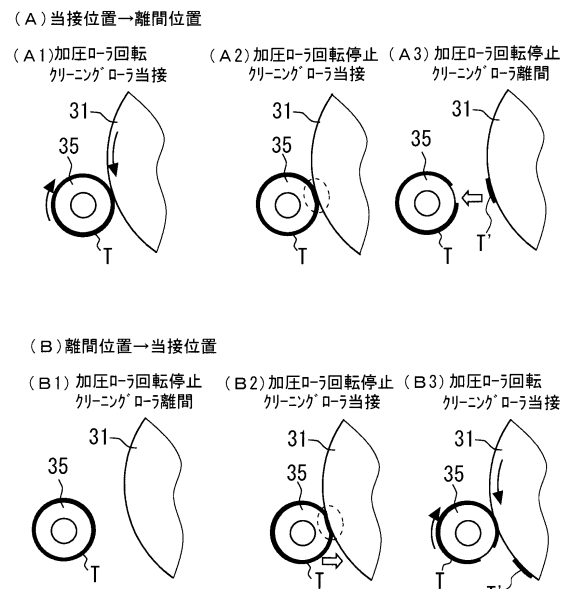 (A)当接位置→離間位置
(A1)加圧ﾛｰﾗ回転
ｸﾘｰﾆﾝｸﾞﾛｰﾗ当接
(A2)加圧ﾛｰﾗ回転停止
ｸﾘｰﾆﾝｸﾞﾛｰﾗ当接
(A3)加圧ﾛｰﾗ回転停止
ｸﾘｰﾆﾝｸﾞﾛｰﾗ離間
31
35
T
31
35
T
31
35
T
T'
(B)離間位置→当接位置
(B1)加圧ﾛｰﾗ回転停止
ｸﾘｰﾆﾝｸﾞﾛｰﾗ離間
(B2)加圧ﾛｰﾗ回転停止
ｸﾘｰﾆﾝｸﾞﾛｰﾗ当接
(B3)加圧ﾛｰﾗ回転
ｸﾘｰﾆﾝｸﾞﾛｰﾗ当接
31
35
T
31
35
T
31
35
T
T'